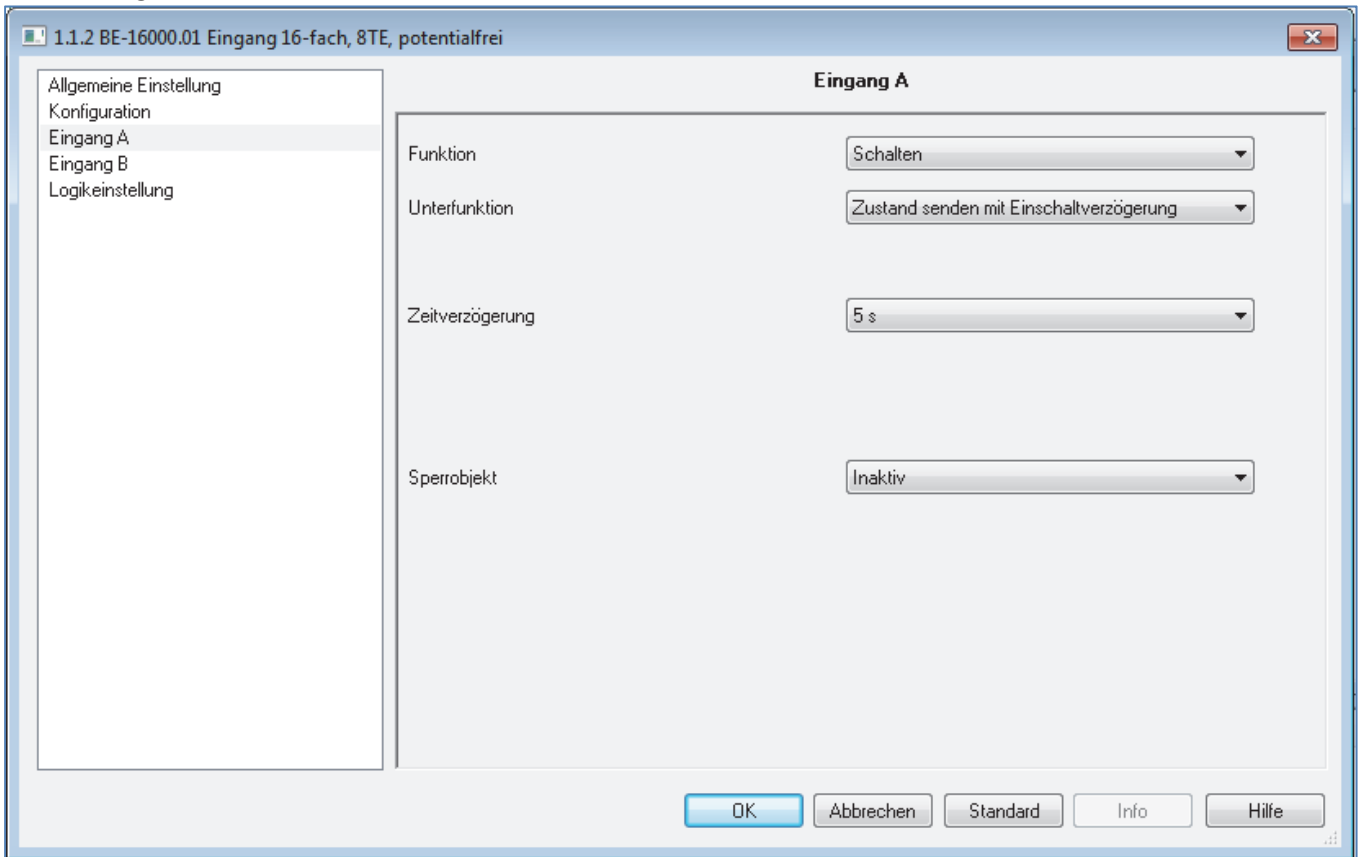 1.1.2 BE-16000.01 Eingang 16-fach, 8TE, potentialfrei
Allgemeine Einstellung
Konfiguration
Eingang A
Eingang B
Logikeinstellung
Eingang A
Funktion
Schalten
Unterfunktion
Zustand senden mit Einschaltverzögerung
Zeitverzögerung
5 s
Sperrobjekt
Inaktiv
OK
Abbrechen
Standard
Info
Hilfe